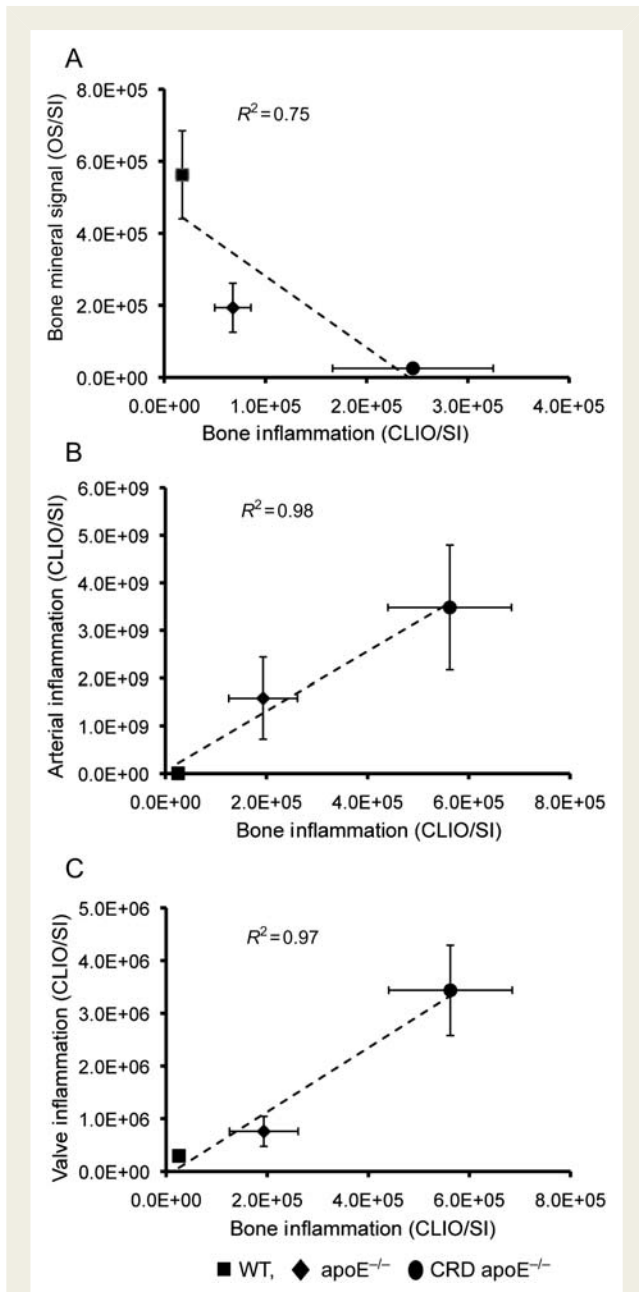 A
Bone mineral signal (OS/SI)
8.0E+05
6.0E+05
4.0E+05
2.0E+05
0.0E+00
R² = 0.75
0.0E+00 1.0E+05 2.0E+05 3.0E+05 4.0E+05
Bone inflammation (CLIO/SI)
B
Arterial inflammation (CLIO/SI)
6.0E+09
5.0E+09
4.0E+09
3.0E+09
2.0E+09
1.0E+09
0.0E+00
R² = 0.98
0.0E+00 2.0E+05 4.0E+05 6.0E+05 8.0E+05
Bone inflammation (CLIO/SI)
C
Valve inflammation (CLIO/SI)
5.0E+06
4.0E+06
3.0E+06
2.0E+06
1.0E+06
0.0E+00
R² = 0.97
0.0E+00 2.0E+05 4.0E+05 6.0E+05 8.0E+05
Bone inflammation (CLIO/SI)
■ WT, ◆ apoE⁻/⁻ ● CRD apoE⁻/⁻